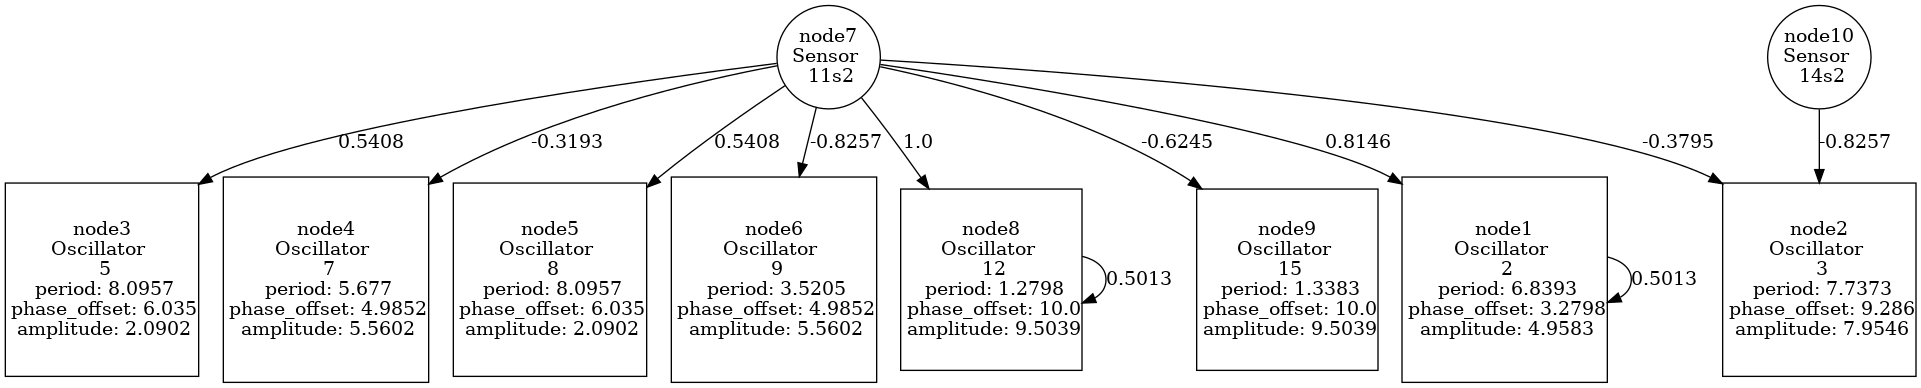 node7
Sensor
11s2
node10
Sensor
14s2
0.5408
-0.3193
0.5408
-0.8257
1.0
-0.6245
0.8146
-0.3795
-0.8257
node3
Oscillator
5
period: 8.0957
phase_offset: 6.035
amplitude: 2.0902
node4
Oscillator
7
period: 5.677
phase_offset: 4.9852
amplitude: 5.5602
node5
Oscillator
8
period: 8.0957
phase_offset: 6.035
amplitude: 2.0902
node6
Oscillator
9
period: 3.5205
phase_offset: 4.9852
amplitude: 5.5602
node8
Oscillator
12
period: 1.2798
phase_offset: 10.0
amplitude: 9.5039
0.5013
node9
Oscillator
15
period: 1.3383
phase_offset: 10.0
amplitude: 9.5039
node1
Oscillator
2
period: 6.8393
phase_offset: 3.2798
amplitude: 4.9583
0.5013
node2
Oscillator
3
period: 7.7373
phase_offset: 9.286
amplitude: 7.9546